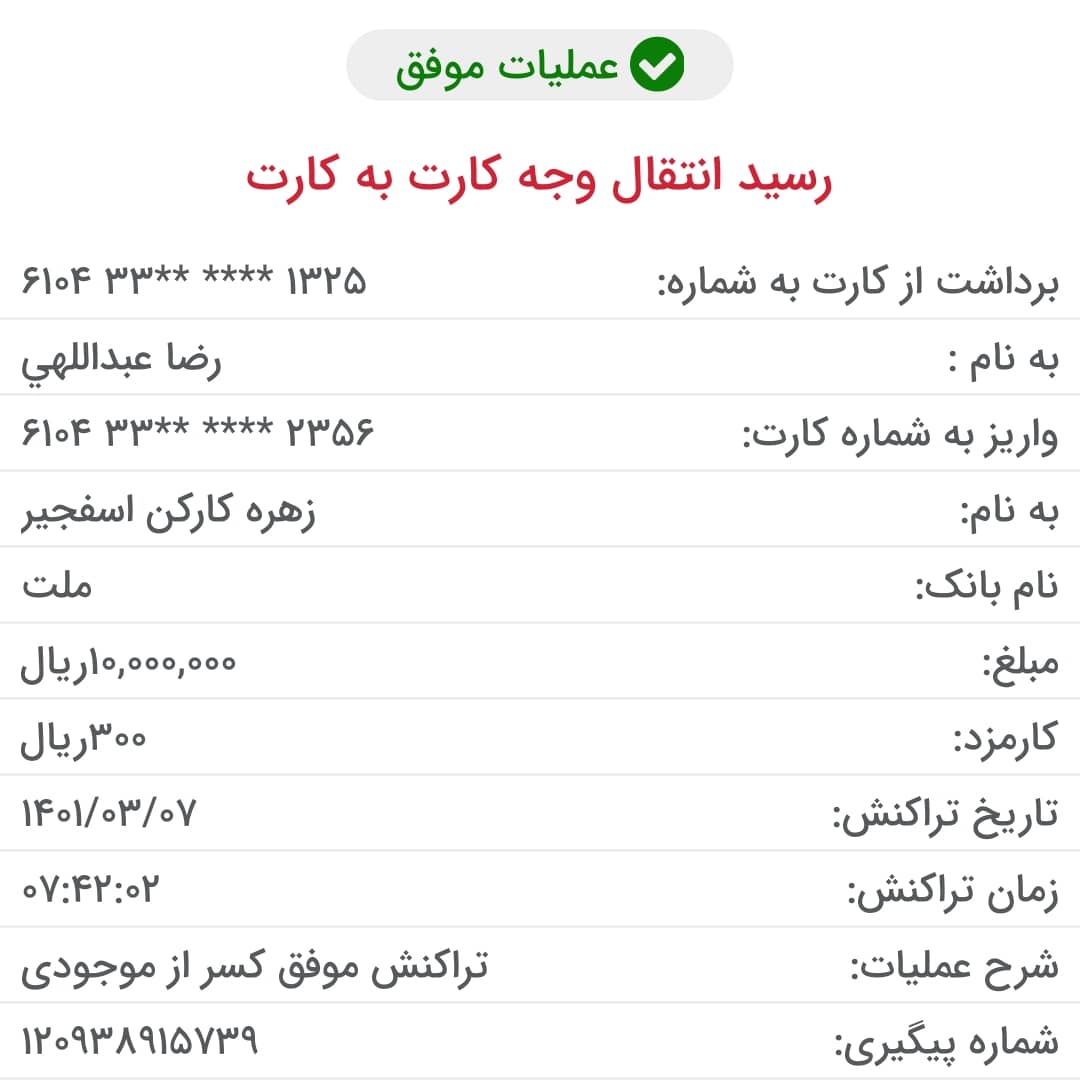 عملیات موفق
رسید انتقال وجه کارت به کارت
برداشت از کارت به شماره: ۶۱۰۴ ۳۳** **** ۱۳۲۵
به نام : رضا عبداللهي
واریز به شماره کارت: ۶۱۰۴ ۳۳** **** ۲۳۵۶
به نام: زهره کارکن اسفجیر
نام بانک: ملت
مبلغ: ۱۰,۰۰۰,۰۰۰ریال
کارمزد: ۳۰۰ریال
تاریخ تراکنش: ۱۴۰۱/۰۳/۰۷
زمان تراکنش: ۰۷:۴۲:۰۲
شرح عملیات: تراکنش موفق کسر از موجودی
شماره پیگیری: ۱۲۰۹۳۸۹۱۵۷۳۹